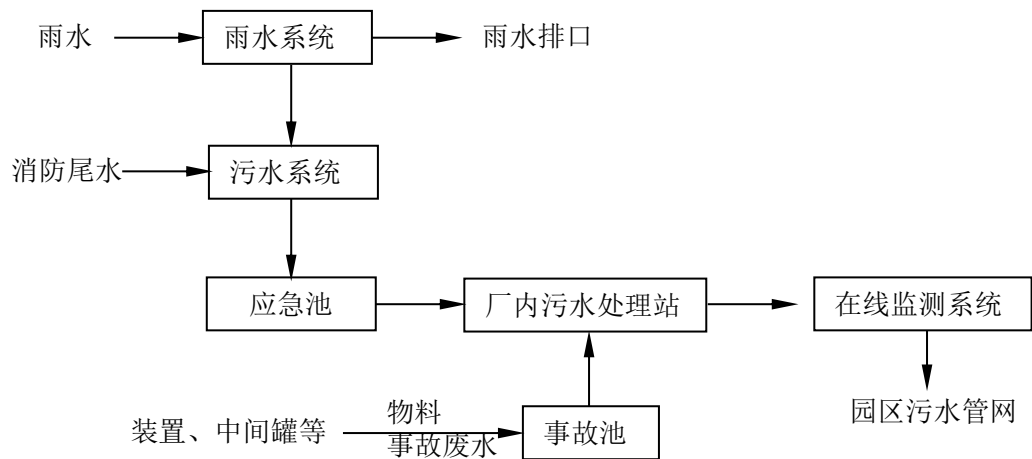 雨水
雨水系统
雨水排口
消防尾水
污水系统
应急池
厂内污水处理站
在线监测系统
装置、中间罐等
物料
事故废水
事故池
园区污水管网